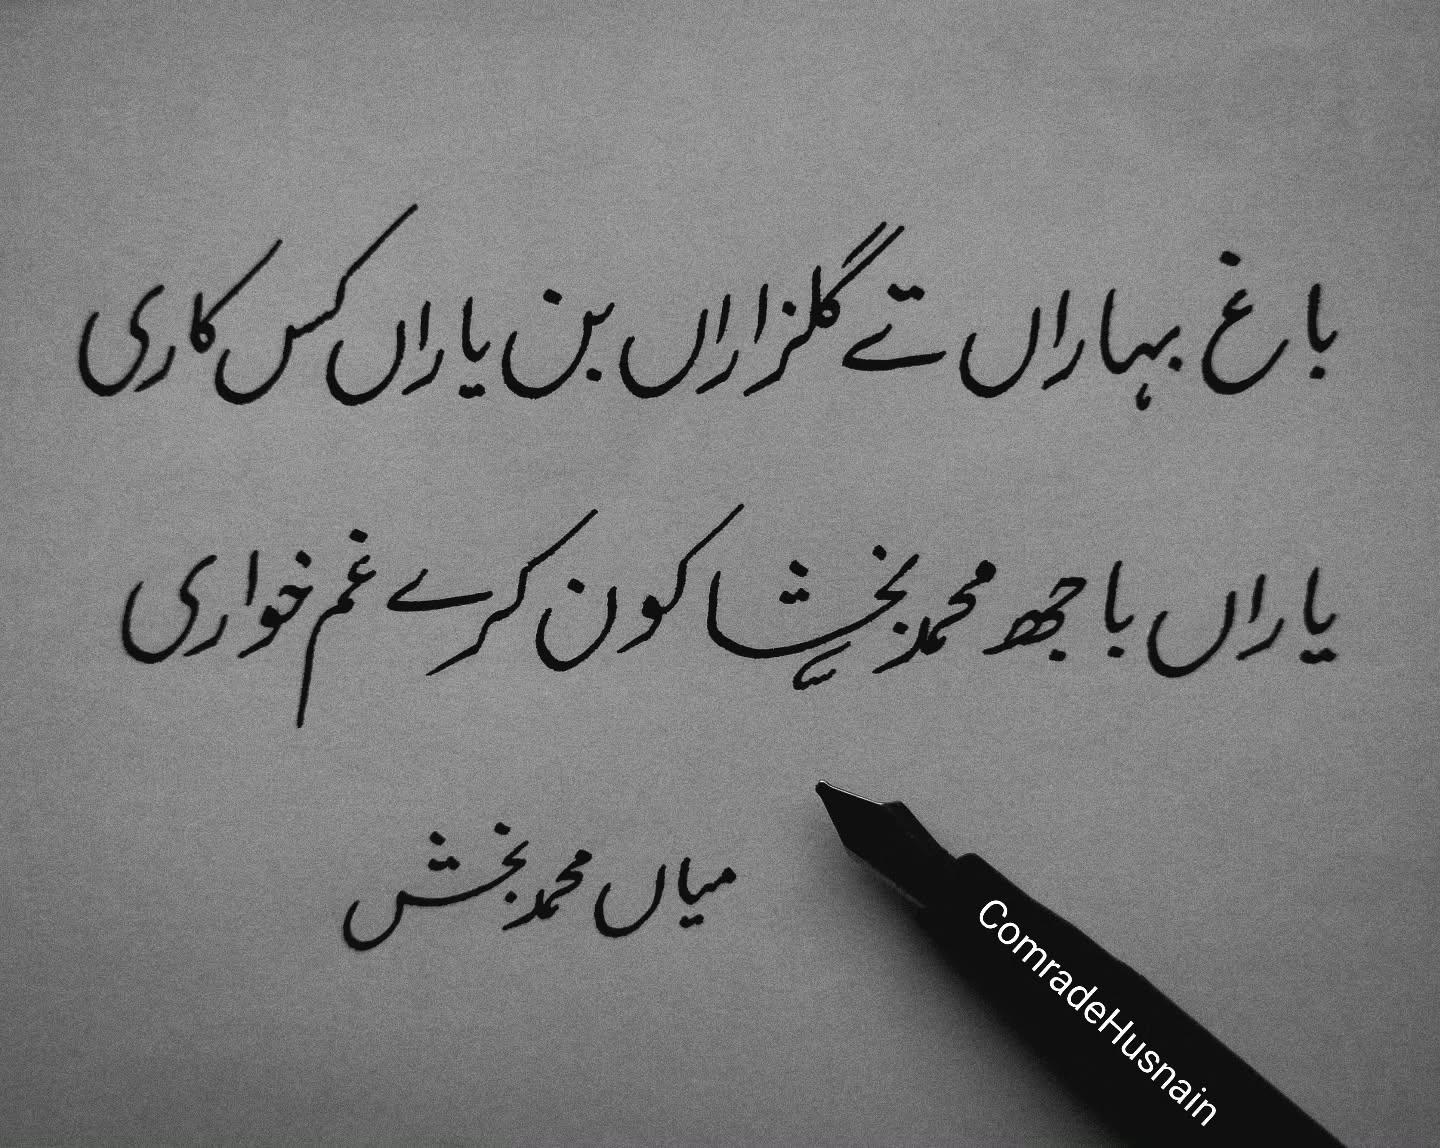 باغ بہاراں تے گلزاراں بن یاراں کس کاری
یاراں باجھ محمد بخشا کون کرے غم خواری
میاں محمد بخش
ComradeHusnain